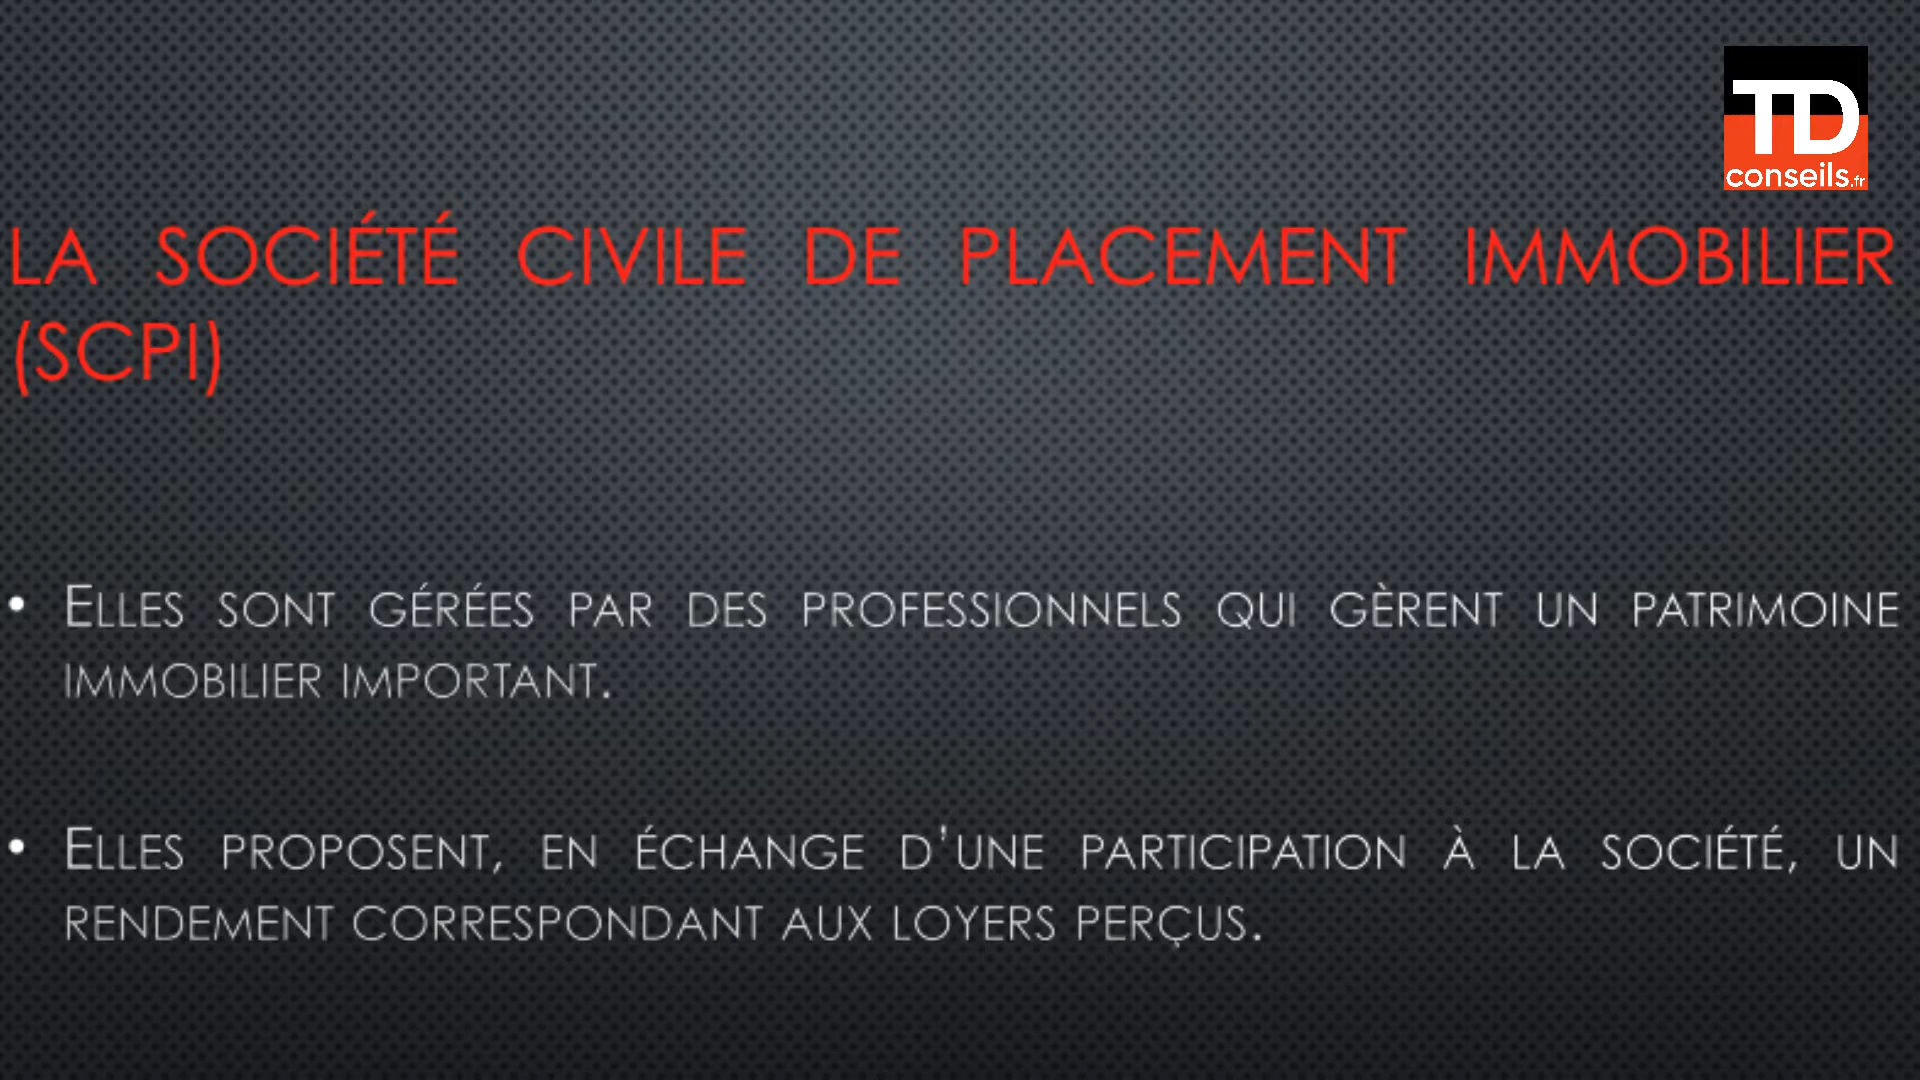 TD
conseils.fr
LA SOCIÉTÉ CIVILE DE PLACEMENT IMMOBILIER
(SCPI)
• ELLES SONT GÉRÉES PAR DES PROFESSIONNELS QUI GÈRENT UN PATRIMOINE
IMMOBILIER IMPORTANT.
• ELLES PROPOSENT, EN ÉCHANGE D'UNE PARTICIPATION À LA SOCIÉTÉ, UN
RENDEMENT CORRESPONDANT AUX LOYERS PERÇUS.